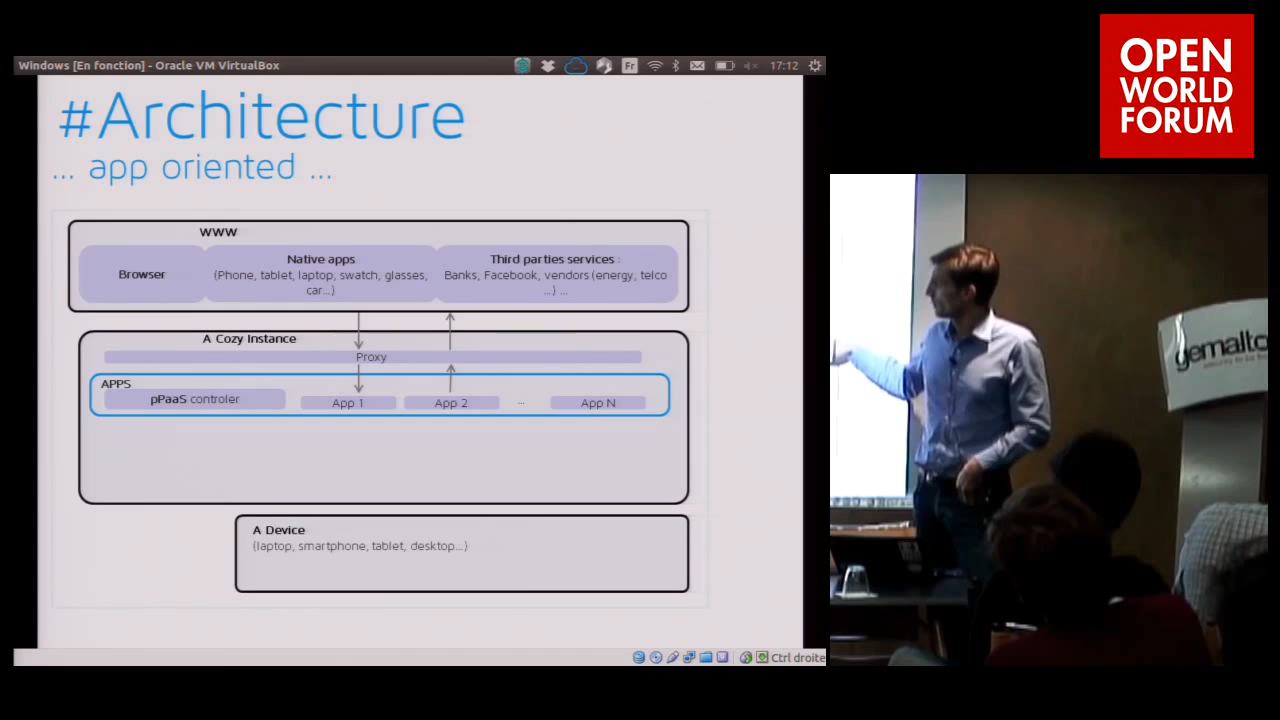 Windows [En fonction] - Oracle VM VirtualBox
Fr
17:12
#Architecture
... app oriented ...
WWW
Browser
Native apps
(Phone, tablet, laptop, swatch, glasses,
car...)
Third parties services :
Banks, Facebook, vendors (energy, telco
...) ...
A Cozy Instance
Proxy
APPS
pPaaS controler
App 1
App 2
...
App N
A Device
(laptop, smartphone, tablet, desktop...)
Ctrl droite
OPEN
WORLD
FORUM
gemalto